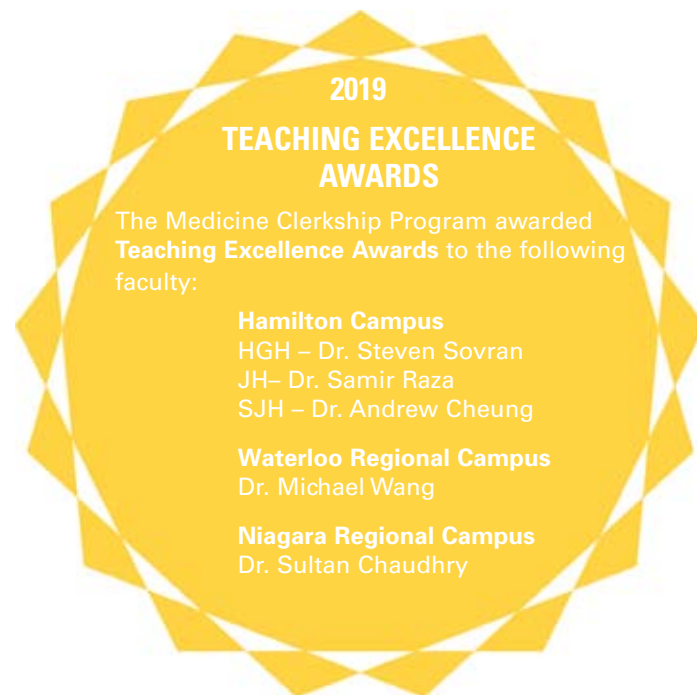 2019
TEACHING EXCELLENCE
AWARDS
The Medicine Clerkship Program awarded
Teaching Excellence Awards to the following
faculty:
Hamilton Campus
HGH – Dr. Steven Sovran
JH– Dr. Samir Raza
SJH – Dr. Andrew Cheung
Waterloo Regional Campus
Dr. Michael Wang
Niagara Regional Campus
Dr. Sultan Chaudhry